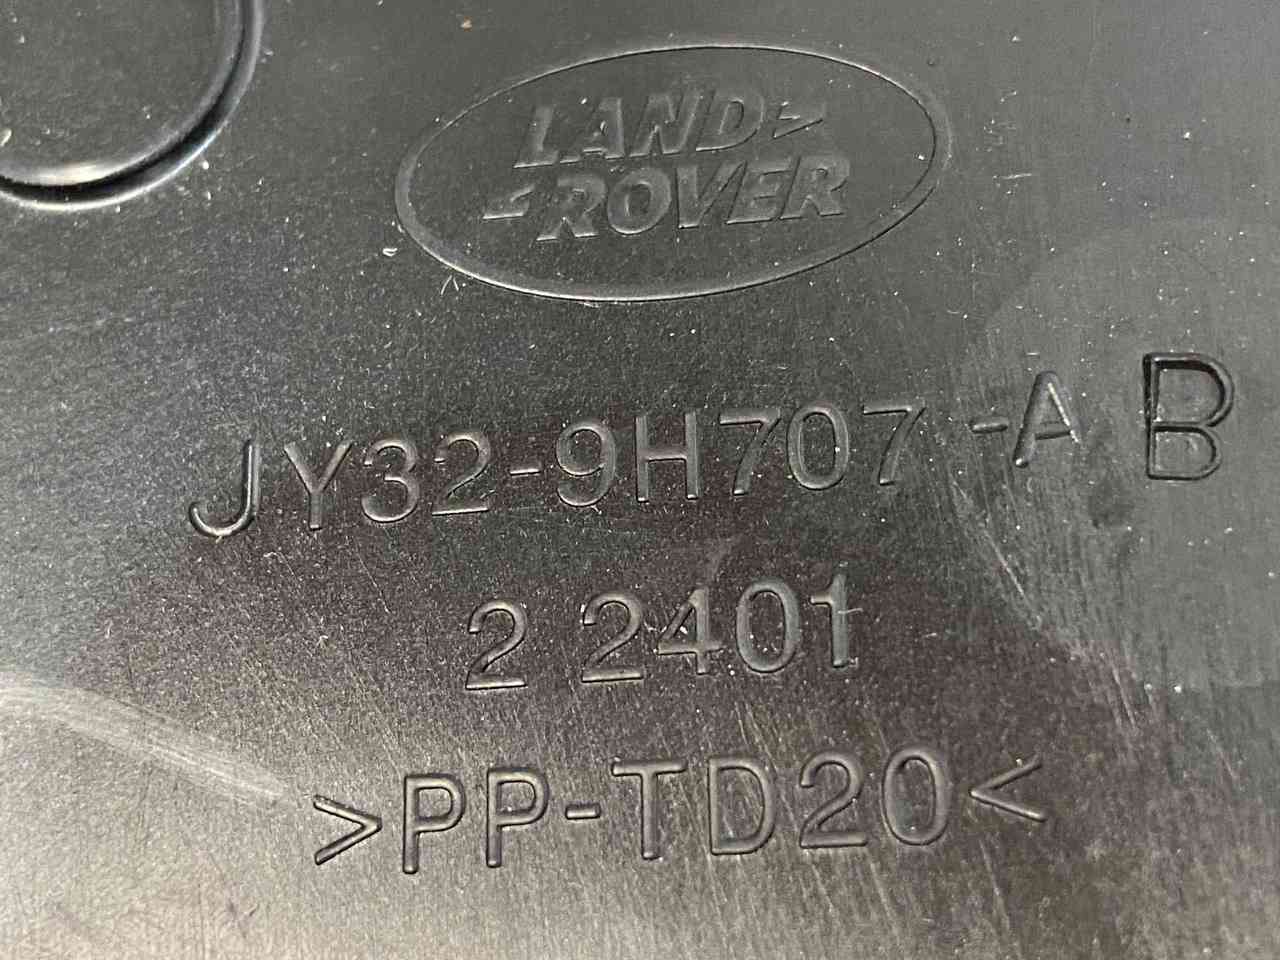 LAND
ROVER
JY32-9H707-AB
2 2401
>PP-TD20<